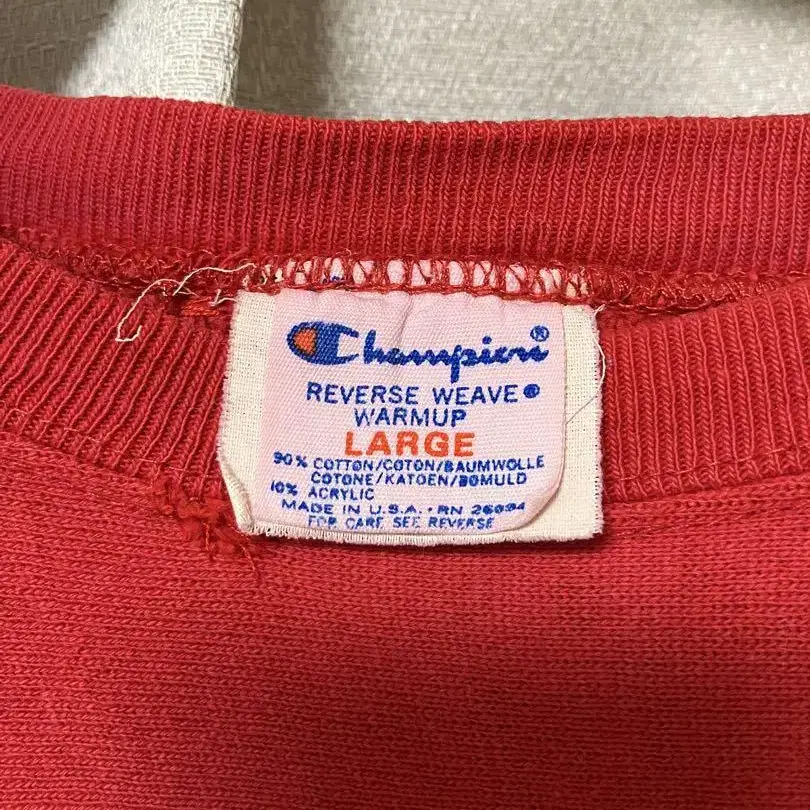 Champion®
REVERSE WEAVE®
WARMUP
LARGE
90% COTTON/COTON/BAUMWOLLE
COTONE/KATOEN/BOMULD
10% ACRYLIC
MADE IN U.S.A. · RN 26094
FOR CARE SEE REVERSE